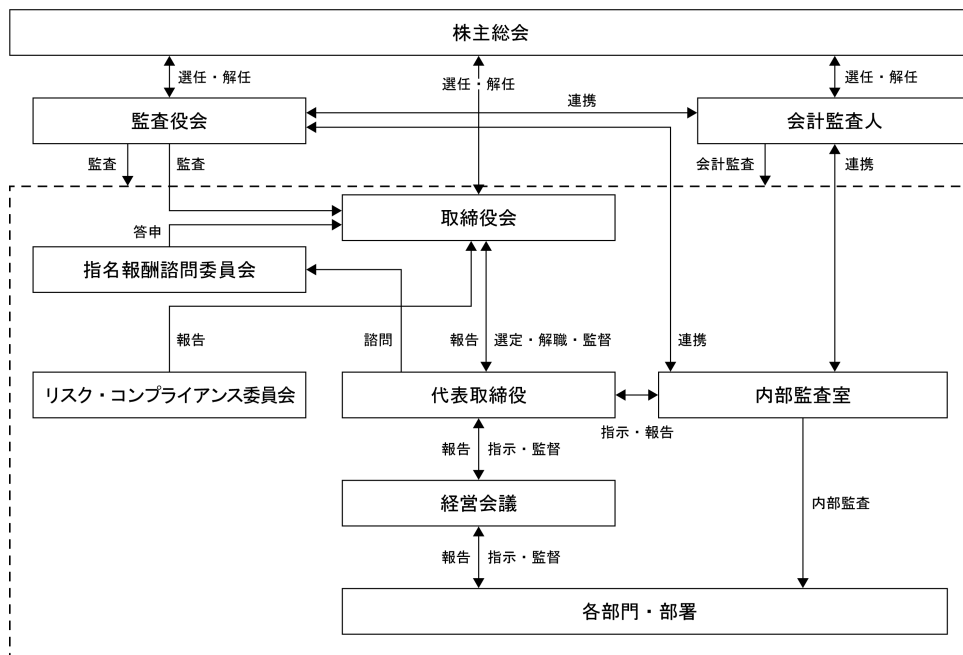 株主総会
選任・解任
選任・解任
選任・解任
監査役会
連携
会計監査人
監査
監査
会計監査
連携
取締役会
答申
指名報酬諮問委員会
報告
諮問
報告
選定・解職・監督
連携
リスク・コンプライアンス委員会
代表取締役
内部監査室
指示・報告
報告
指示・監督
経営会議
内部監査
報告
指示・監督
各部門・部署